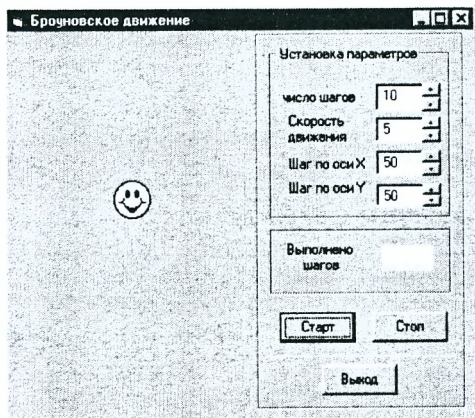 Броуновское движение
Установка параметров
число шагов 10
Скорость
движения 5
Шаг по оси X 50
Шаг по оси Y 50
Выполнено
шагов
Старт Стоп
Выход